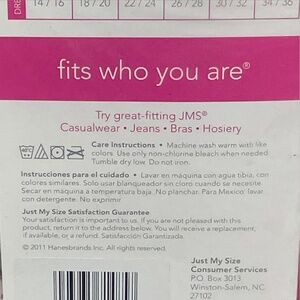 DRE
14 / 16 18 / 20 22 / 24 26 / 28 30 / 32 34 / 36
fits who you are®
Try great-fitting JMS®
Casualwear • Jeans • Bras • Hosiery
Care Instructions • Machine wash warm with like
colors. Use only non-chlorine bleach when needed.
Tumble dry low. Do not iron.
Instrucciones para el cuidado • Lavar en máquina con agua tibia, con
colores similares. Solo usar blanqueador sin cloro cuando se necesite
Secar en máquina a temperatura baja. No planchar. Para Mexico: lavar
con detergente. No exprimir.
Just My Size Satisfaction Guarantee
Your satisfaction is important to us. If you are not pleased with this
product, return it to the address below. You will receive a replacement,
if available, or a refund. Satisfacción Garantizada.
© 2011 Hanesbrands Inc. All rights reserved.
Just My Size
Consumer Services
P.O. Box 3013
Winston-Salem, NC
27102